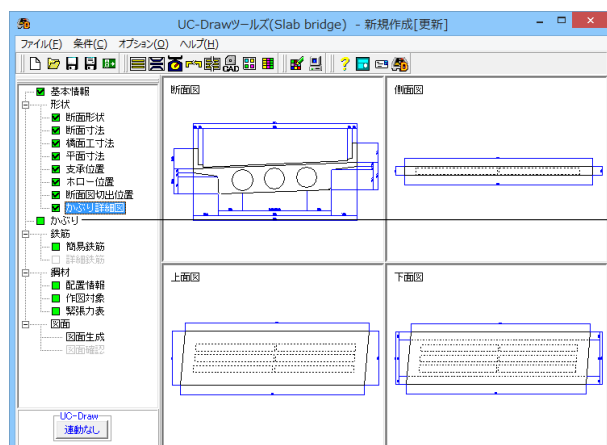 UC-Drawツールズ(Slab bridge) - 新規作成[更新]
ファイル(F) 条件(C) オプション(O) ヘルプ(H)
基本情報
形状
断面形状
断面寸法
橋面工寸法
平面寸法
支承位置
ホロー位置
断面図切出位置
かぶり詳細図
かぶり
鉄筋
簡易鉄筋
詳細鉄筋
鋼材
配置情報
作図対象
緊張力表
図面
図面生成
図面確認
UC-Draw
連動なし
断面図
側面図
上面図
下面図